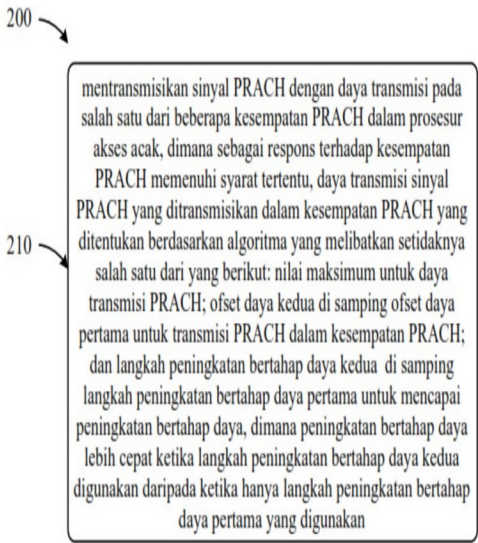 200
mentransmisikan sinyal PRACH dengan daya transmisi pada
salah satu dari beberapa kesempatan PRACH dalam prosesur
akses acak, dimana sebagai respons terhadap kesempatan
PRACH memenuhi syarat tertentu, daya transmisi sinyal
PRACH yang ditransmisikan dalam kesempatan PRACH yang
ditentukan berdasarkan algoritma yang melibatkan setidaknya
210
salah satu dari yang berikut: nilai maksimum untuk daya
transmisi PRACH; ofset daya kedua di samping ofset daya
pertama untuk transmisi PRACH dalam kesempatan PRACH;
dan langkah peningkatan bertahap daya kedua di samping
langkah peningkatan bertahap daya pertama untuk mencapai
peningkatan bertahap daya, dimana peningkatan bertahap daya
lebih cepat ketika langkah peningkatan bertahap daya kedua
digunakan daripada ketika hanya langkah peningkatan bertahap
daya pertama yang digunakan